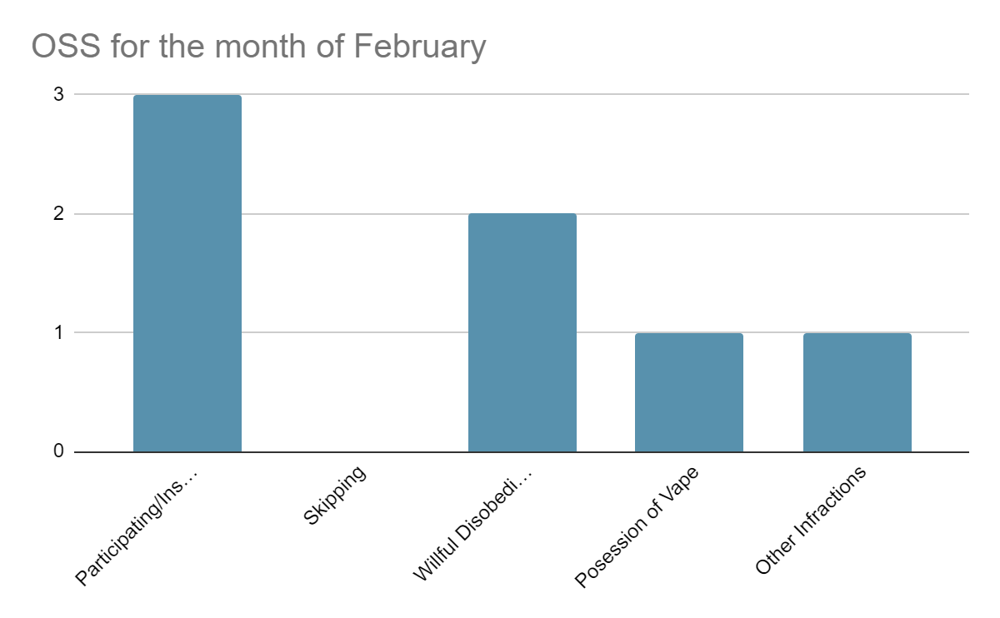 OSS for the month of February
3
2
1
0
Participating/Ins…
Skipping
Willful Disobedi…
Posession of Vape
Other Infractions